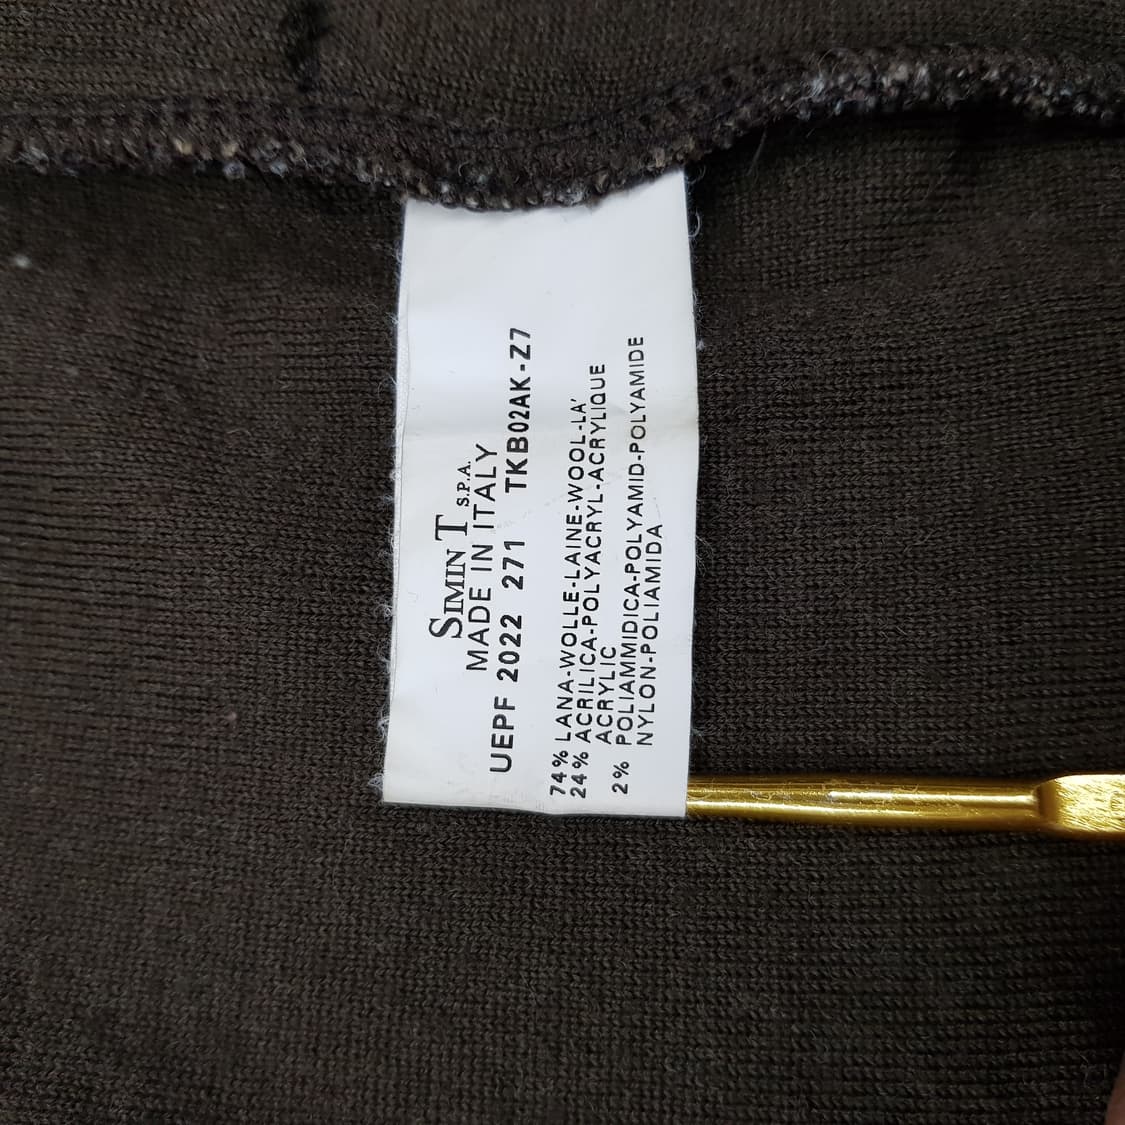 SIMINT S.P.A.
MADE IN ITALY
UEPF 2022 271 TKB02AK-Z7
74% LANA-WOLLE-LAINE-WOOL-LA'
24% ACRILICA-POLYACRYL-ACRYLIQUE
ACRYLIC
2% POLIAMMIDICA-POLYAMID-POLYAMIDE
NYLON-POLIAMIDA